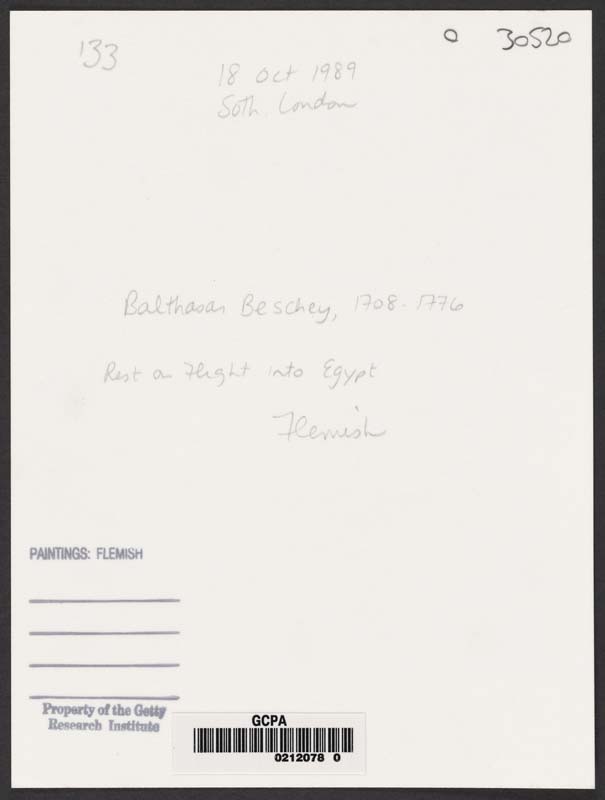 133
0 30520
18 Oct 1989
Soth. London
Balthasar Beschey, 1708-1776
Rest on Flight into Egypt
Flemish
PAINTINGS: FLEMISH
Property of the Getty
Research Institute
GCPA
0212078 0